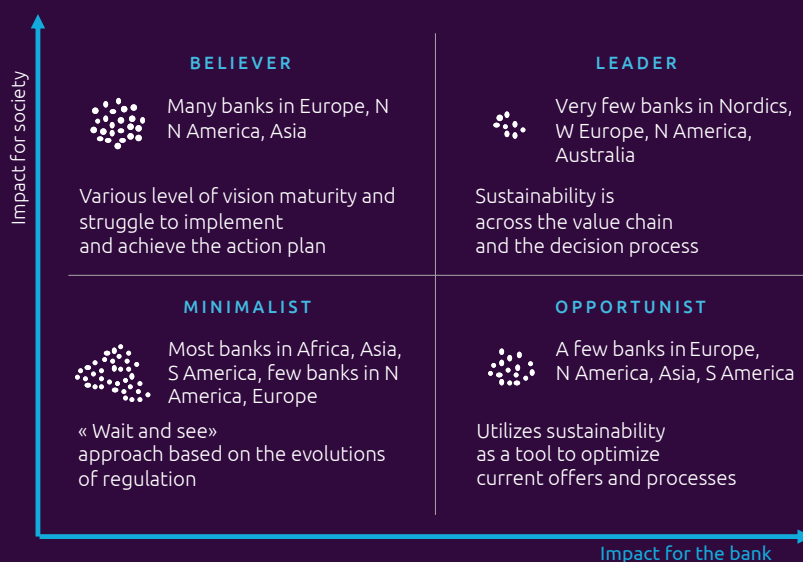 Impact for society
BELIEVER
Many banks in Europe, N
N America, Asia
Various level of vision maturity and
struggle to implement
and achieve the action plan
LEADER
Very few banks in Nordics,
W Europe, N America,
Australia
Sustainability is
across the value chain
and the decision process
MINIMALIST
Most banks in Africa, Asia,
S America, few banks in N
America, Europe
« Wait and see»
approach based on the evolutions
of regulation
OPPORTUNIST
A few banks in Europe,
N America, Asia, S America
Utilizes sustainability
as a tool to optimize
current offers and processes
Impact for the bank